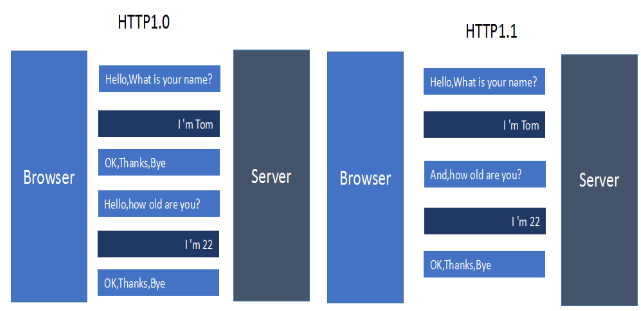 HTTP1.0
Browser
Hello,What is your name?
I 'm Tom
OK,Thanks,Bye
Hello,how old are you?
I 'm 22
OK,Thanks,Bye
Server
HTTP1.1
Browser
Hello,What is your name?
I 'm Tom
And,how old are you?
I 'm 22
OK,Thanks,Bye
Server